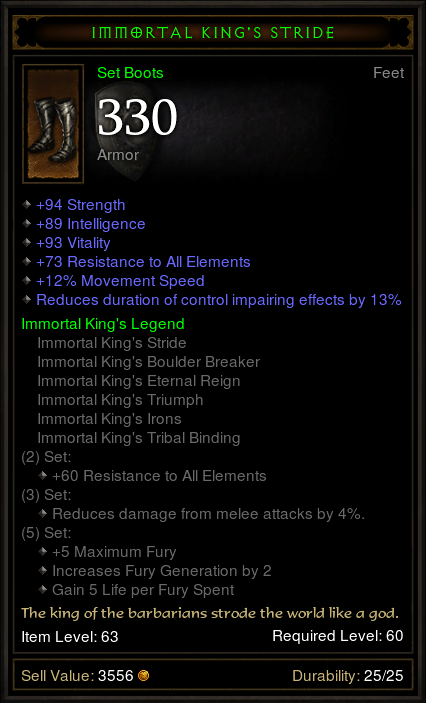 IMMORTAL KING'S STRIDE
Set Boots Feet
330
Armor
+94 Strength
+89 Intelligence
+93 Vitality
+73 Resistance to All Elements
+12% Movement Speed
Reduces duration of control impairing effects by 13%
Immortal King's Legend
Immortal King's Stride
Immortal King's Boulder Breaker
Immortal King's Eternal Reign
Immortal King's Triumph
Immortal King's Irons
Immortal King's Tribal Binding
(2) Set:
+60 Resistance to All Elements
(3) Set:
Reduces damage from melee attacks by 4%.
(5) Set:
+5 Maximum Fury
Increases Fury Generation by 2
Gain 5 Life per Fury Spent
The king of the barbarians strode the world like a god.
Item Level: 63 Required Level: 60
Sell Value: 3556 Durability: 25/25